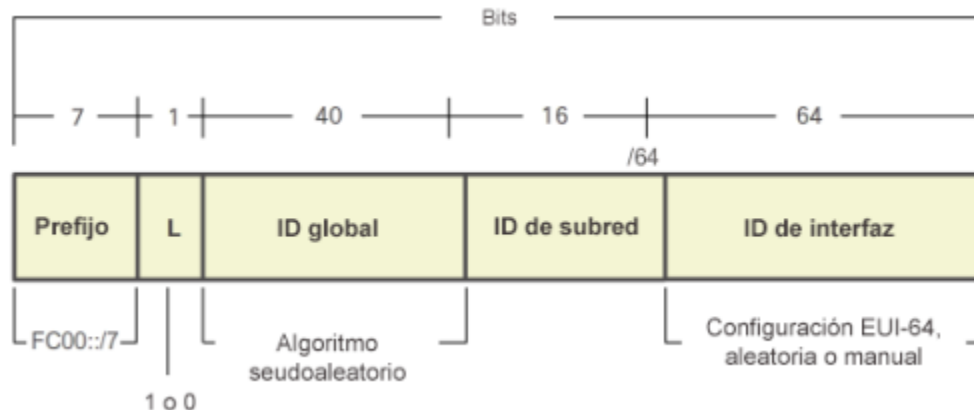 Bits
7 1 40 16 64
/64
Prefijo L ID global ID de subred ID de interfaz
FC00::/7
1 o 0
Algoritmo
seudoaleatorio
Configuración EUI-64,
aleatoria o manual